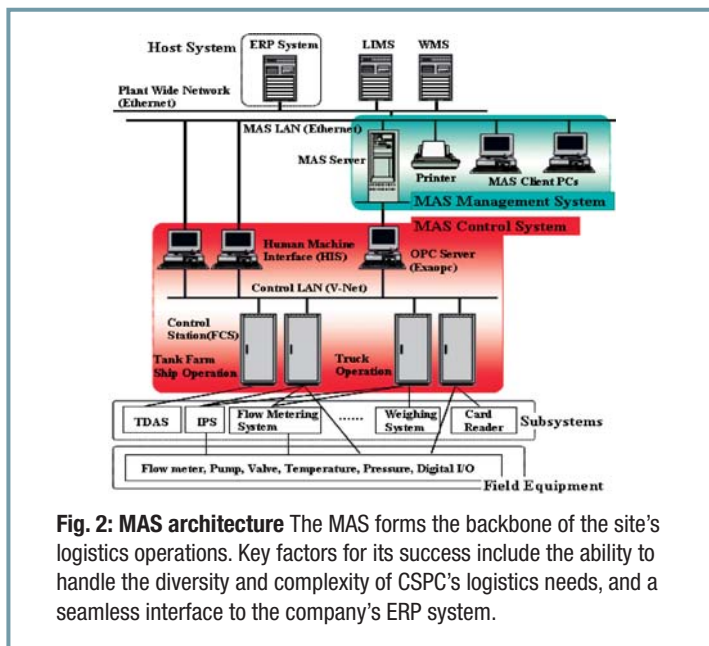 Host System
ERP System
LIMS
WMS
Plant Wide Network
(Ethernet)
MAS LAN (Ethernet)
MAS Server
Printer
MAS Client PCs
MAS Management System
MAS Control System
Human Machine
Interface (HIS)
OPC Server
(Exaopc)
Control LAN (V-Net)
Control
Station(FCS)
Tank Farm
Ship Operation
Truck
Operation
TDAS
IPS
Flow Metering
System
......
Weighing
System
Card
Reader
Subsystems
Flow meter, Pump, Valve, Temperature, Pressure, Digital I/O
Field Equipment
Fig. 2: MAS architecture The MAS forms the backbone of the site's
logistics operations. Key factors for its success include the ability to
handle the diversity and complexity of CSPC's logistics needs, and a
seamless interface to the company's ERP system.